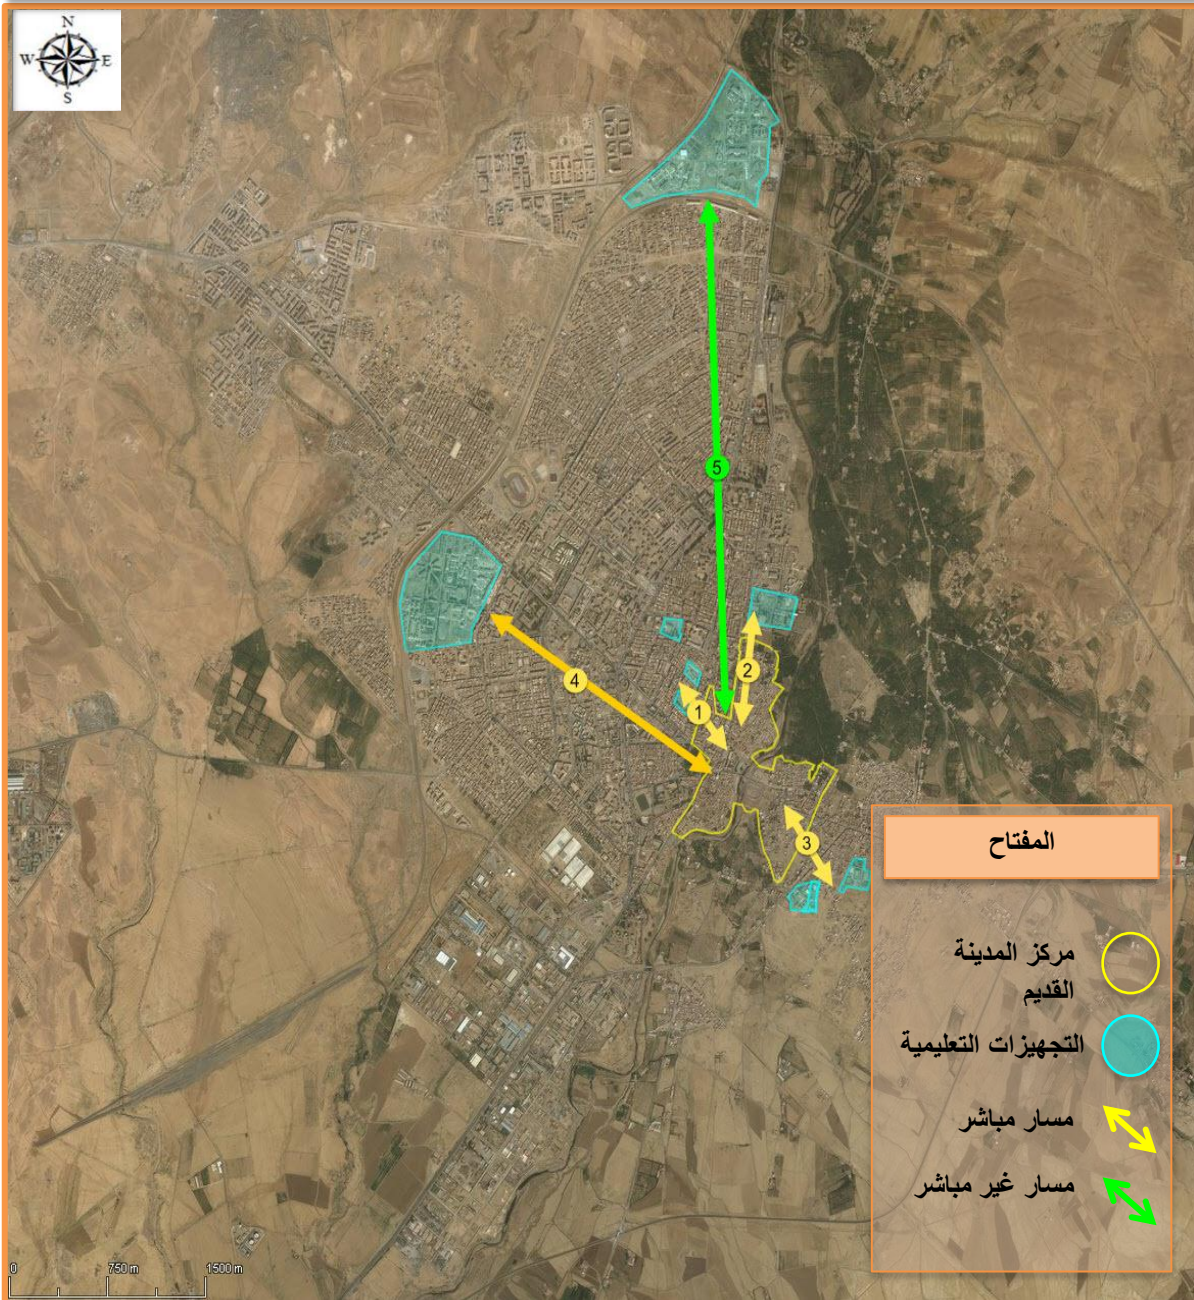 N
W E
S
5
4
2
1
3
المفتاح
مركز المدينة
القديم
التجهيزات التعليمية
مسار مباشر
مسار غير مباشر
0 750 m 1500 m